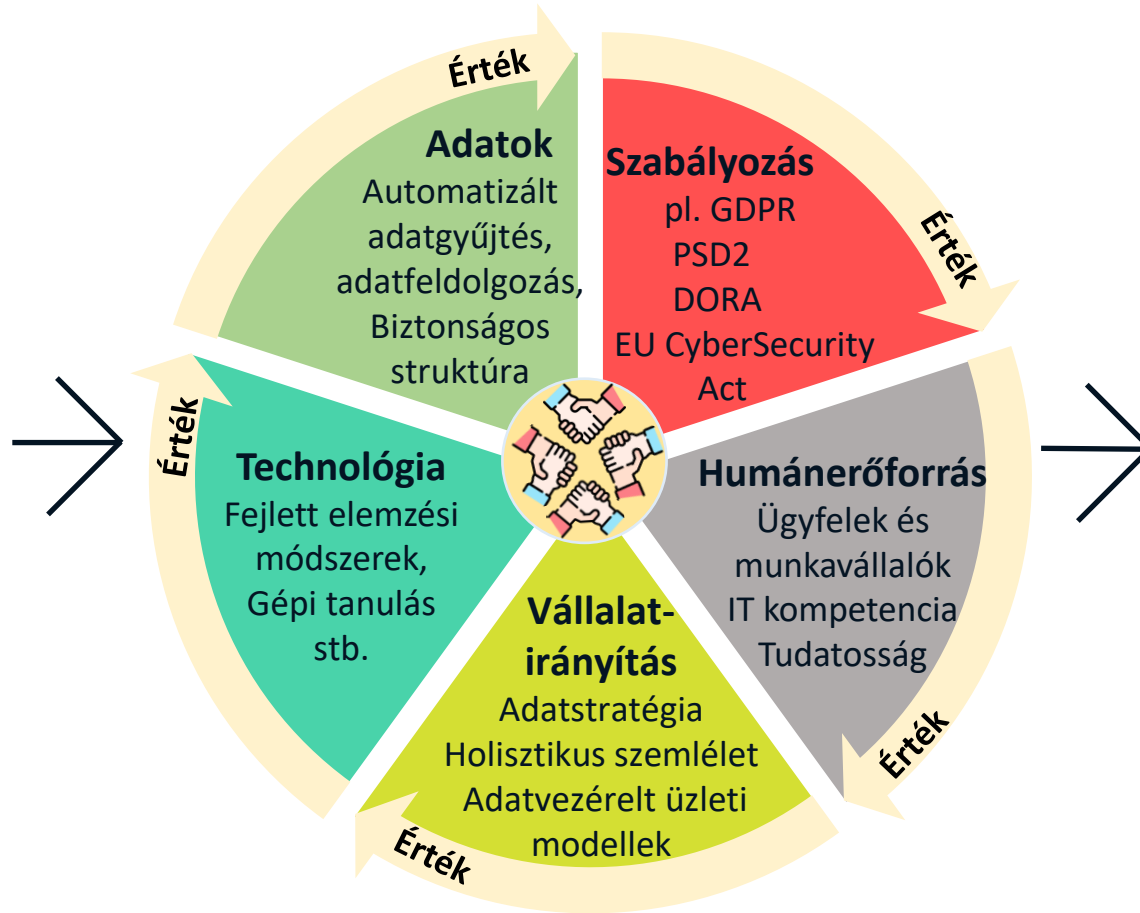 Érték
Adatok
Automatizált
adatgyűjtés,
adatfeldolgozás,
Biztonságos
struktúra
Szabályozás
pl. GDPR
PSD2
DORA
EU CyberSecurity
Act
Érték
Humánerőforrás
Ügyfelek és
munkavállalók
IT kompetencia
Tudatosság
Érték
Vállalat-
irányítás
Adatstratégia
Holisztikus szemlélet
Adatvezérelt üzleti
modellek
Érték
Technológia
Fejlett elemzési
módszerek,
Gépi tanulás
stb.
Érték